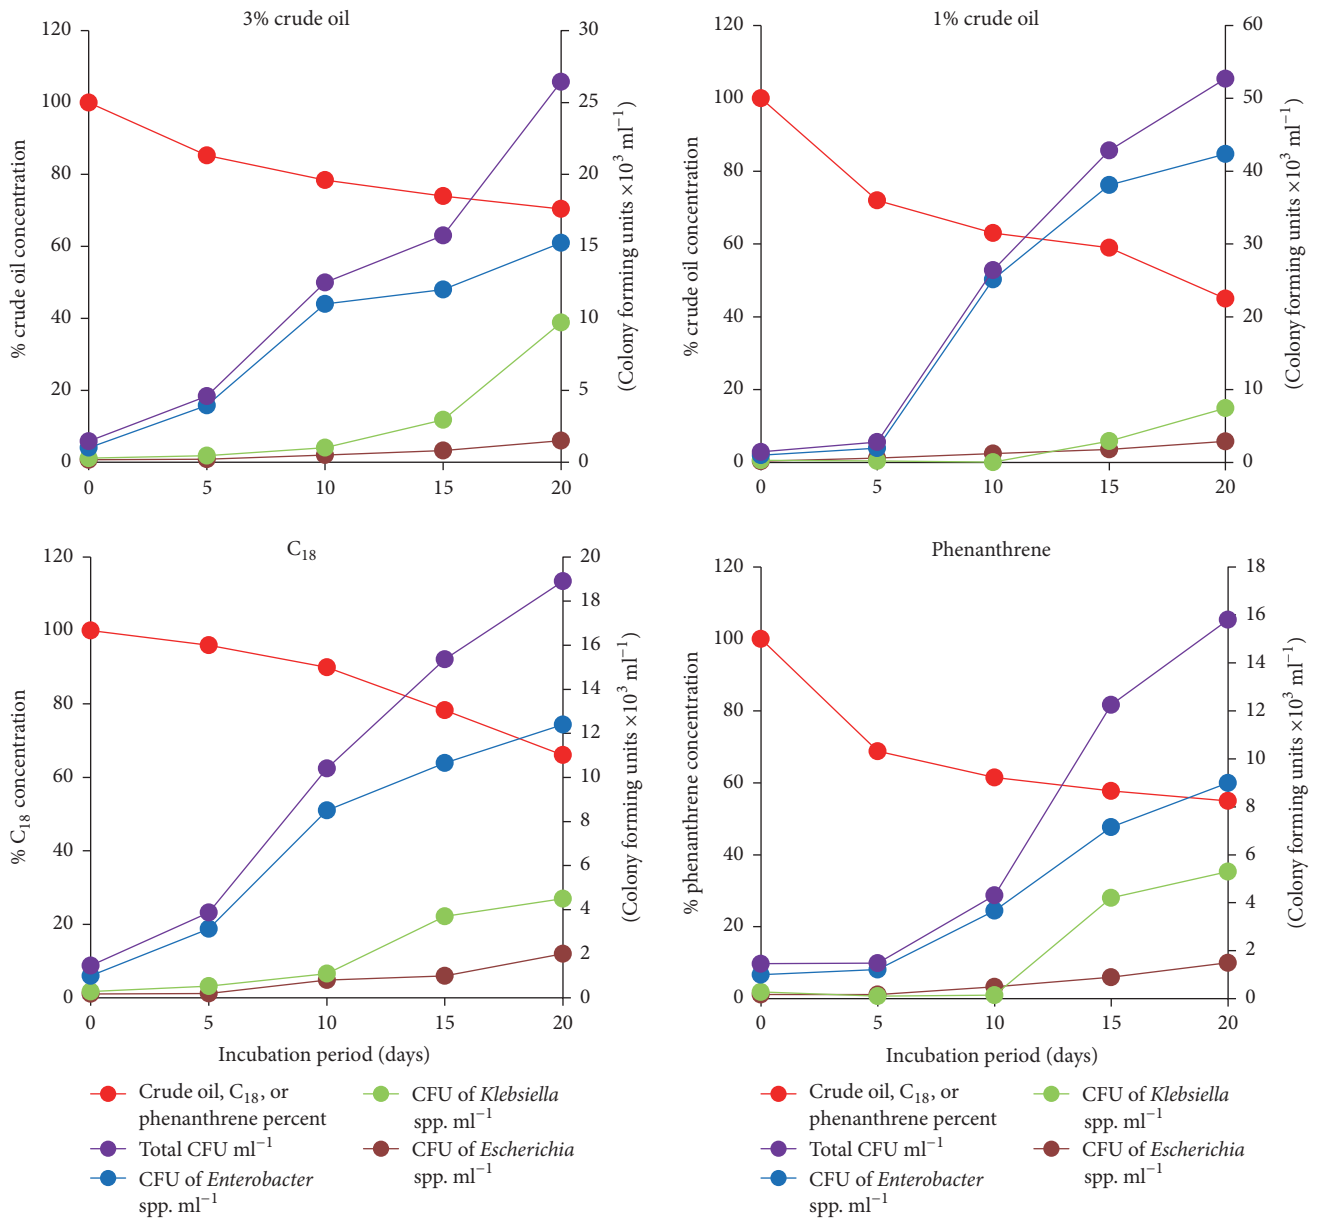 3% crude oil
120
100
80
60
40
20
0
% crude oil concentration
30
25
20
15
10
5
0
(Colony forming units ×10³ ml⁻¹)
0 5 10 15 20
1% crude oil
120
100
80
60
40
20
0
% crude oil concentration
60
50
40
30
20
10
0
(Colony forming units ×10³ ml⁻¹)
0 5 10 15 20
C₁₈
120
100
80
60
40
20
0
% C₁₈ concentration
20
18
16
14
12
10
8
6
4
2
0
(Colony forming units ×10³ ml⁻¹)
0 5 10 15 20
Incubation period (days)
Phenanthrene
120
100
80
60
40
20
0
% phenanthrene concentration
18
16
14
12
10
8
6
4
2
0
(Colony forming units ×10³ ml⁻¹)
0 5 10 15 20
Incubation period (days)
Crude oil, C₁₈, or
phenanthrene percent
Total CFU ml⁻¹
CFU of Enterobacter
spp. ml⁻¹
CFU of Klebsiella
spp. ml⁻¹
CFU of Escherichia
spp. ml⁻¹
Crude oil, C₁₈, or
phenanthrene percent
Total CFU ml⁻¹
CFU of Enterobacter
spp. ml⁻¹
CFU of Klebsiella
spp. ml⁻¹
CFU of Escherichia
spp. ml⁻¹